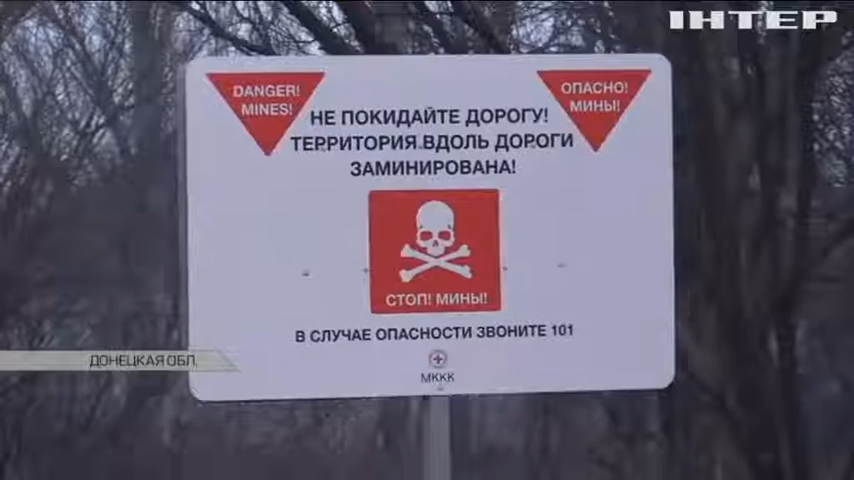 ІНТЕР
DANGER!
MINES!
ОПАСНО!
МИНЫ!
НЕ ПОКИДАЙТЕ ДОРОГУ!
ТЕРРИТОРИЯ ВДОЛЬ ДОРОГИ
ЗАМИНИРОВАНА!
СТОП! МИНЫ!
В СЛУЧАЕ ОПАСНОСТИ ЗВОНИТЕ 101
МККК
ДОНЕЦКАЯ ОБЛ.